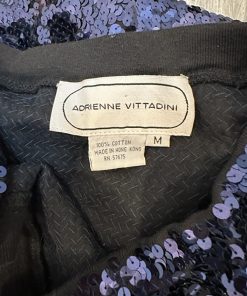 ADRIENNE VITTADINI
M
100% COTTON
MADE IN HONG KONG
RN 57675